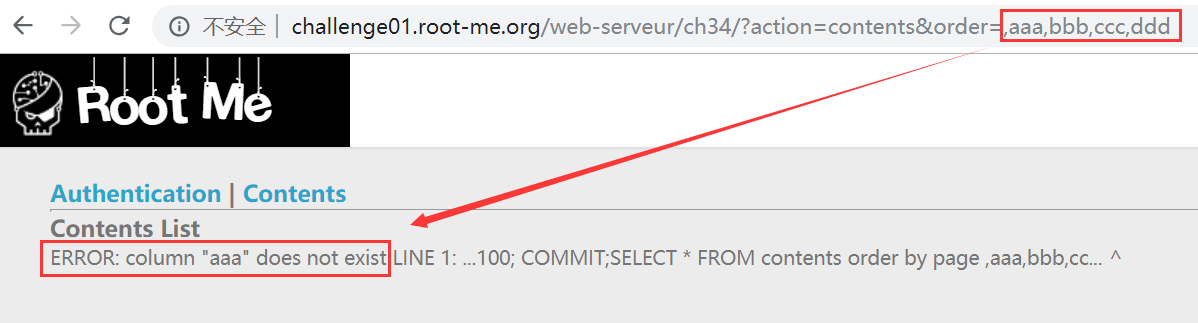 不安全 | challenge01.root-me.org/web-serveur/ch34/?action=contents&order=,aaa,bbb,ccc,ddd
Root Me
Authentication | Contents
Contents List
ERROR: column "aaa" does not exist LINE 1: ...100; COMMIT;SELECT * FROM contents order by page ,aaa,bbb,cc... ^